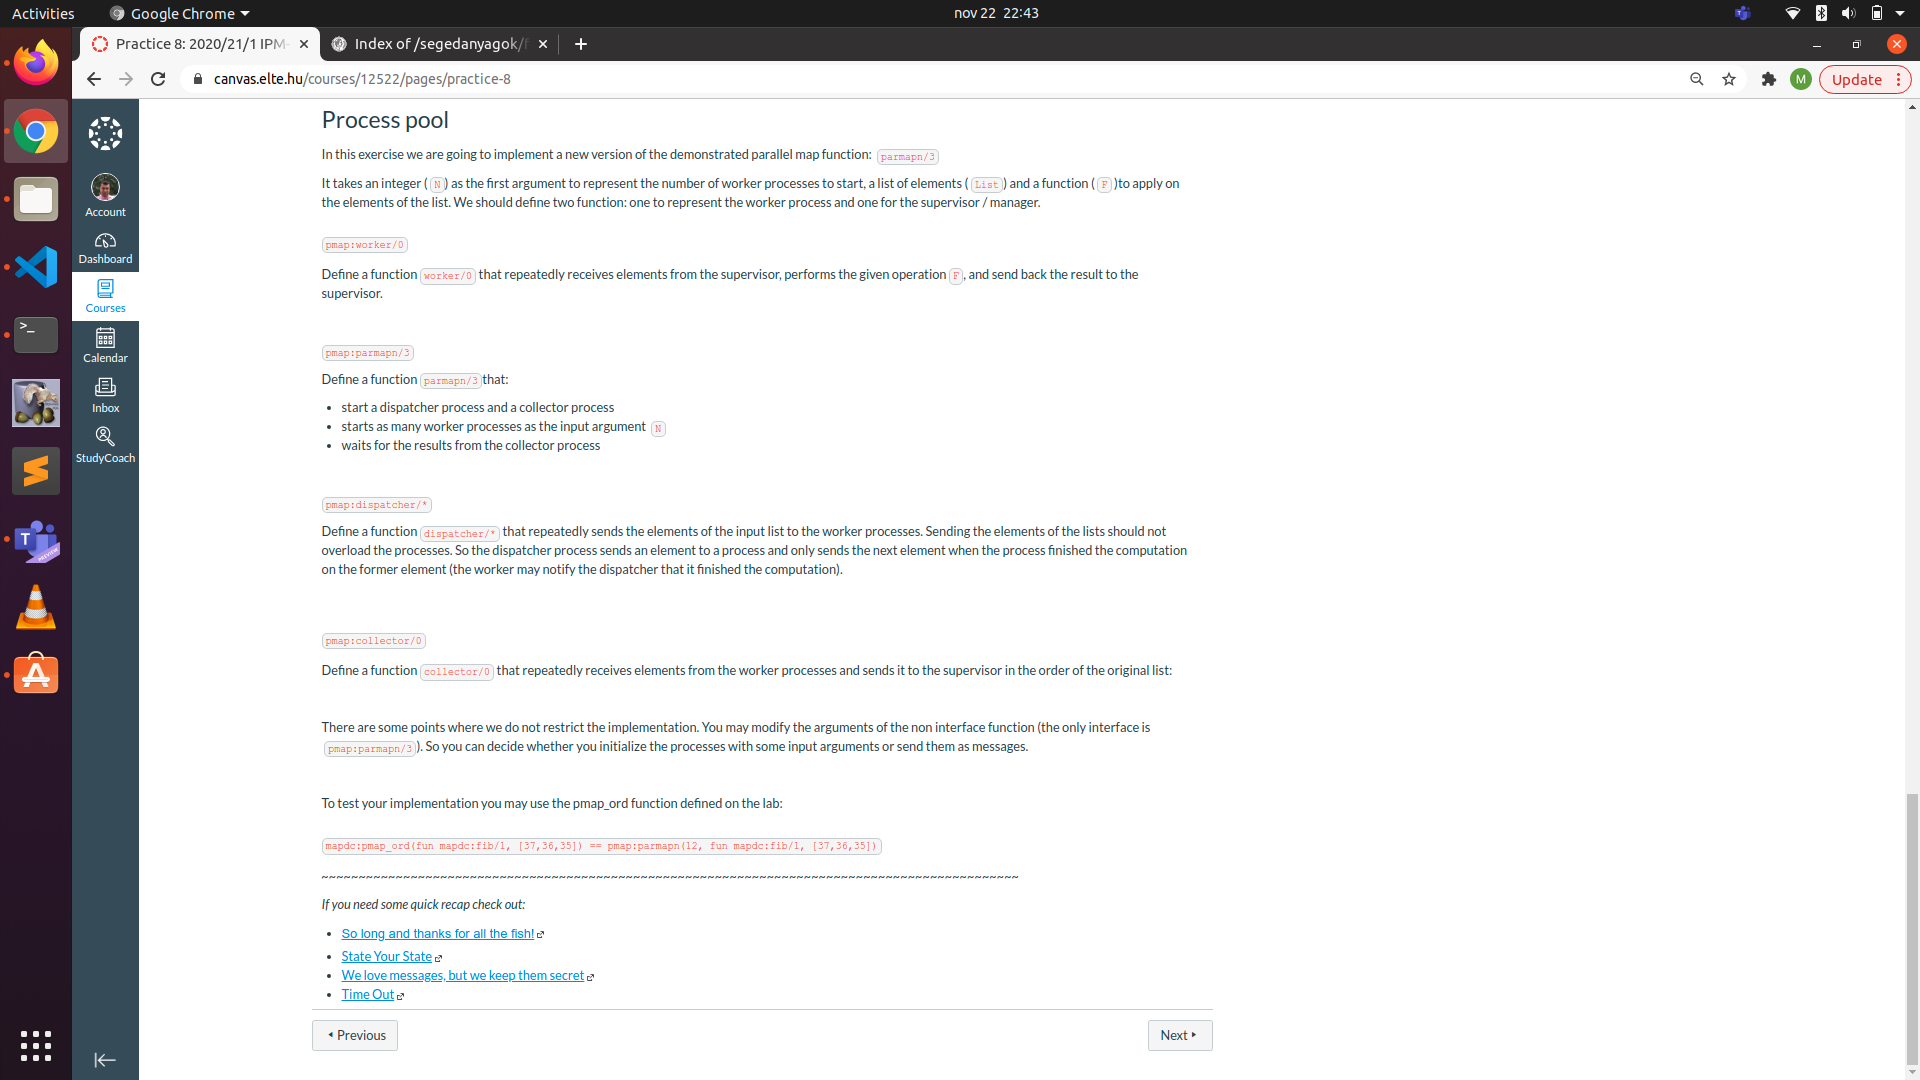 Activities
Google Chrome
nov 22 22:43
Practice 8: 2020/21/1 IPM-
Index of /segedanyagok/f
canvas.elte.hu/courses/12522/pages/practice-8
M
Update
Account
Dashboard
Courses
Calendar
Inbox
StudyCoach
Process pool
In this exercise we are going to implement a new version of the demonstrated parallel map function: parmapn/3
It takes an integer ( N ) as the first argument to represent the number of worker processes to start, a list of elements ( List ) and a function ( F )to apply on
the elements of the list. We should define two function: one to represent the worker process and one for the supervisor / manager.
pmap:worker/0
Define a function worker/0 that repeatedly receives elements from the supervisor, performs the given operation F, and send back the result to the
supervisor.
pmap:parmapn/3
Define a function parmapn/3that:
• start a dispatcher process and a collector process
• starts as many worker processes as the input argument N
• waits for the results from the collector process
pmap:dispatcher/*
Define a function dispatcher/* that repeatedly sends the elements of the input list to the worker processes. Sending the elements of the lists should not
overload the processes. So the dispatcher process sends an element to a process and only sends the next element when the process finished the computation
on the former element (the worker may notify the dispatcher that it finished the computation).
pmap:collector/0
Define a function collector/0 that repeatedly receives elements from the worker processes and sends it to the supervisor in the order of the original list:
There are some points where we do not restrict the implementation. You may modify the arguments of the non interface function (the only interface is
pmap:parmapn/3 ). So you can decide whether you initialize the processes with some input arguments or send them as messages.
To test your implementation you may use the pmap_ord function defined on the lab:
mapdc:pmap_ord(fun mapdc:fib/1, [37,36,35]) == pmap:parmapn(12, fun mapdc:fib/1, [37,36,35])
~~~~~~~~~~~~~~~~~~~~~~~~~~~~~~~~~~~~~~~~~~~~~~~~~~~~~~~~~~~~~~~~~~~~~~~~~~~~~~~~~~~~~~~~~~~~~~~
If you need some quick recap check out:
• So long and thanks for all the fish!
• State Your State
• We love messages, but we keep them secret
• Time Out
Previous
Next